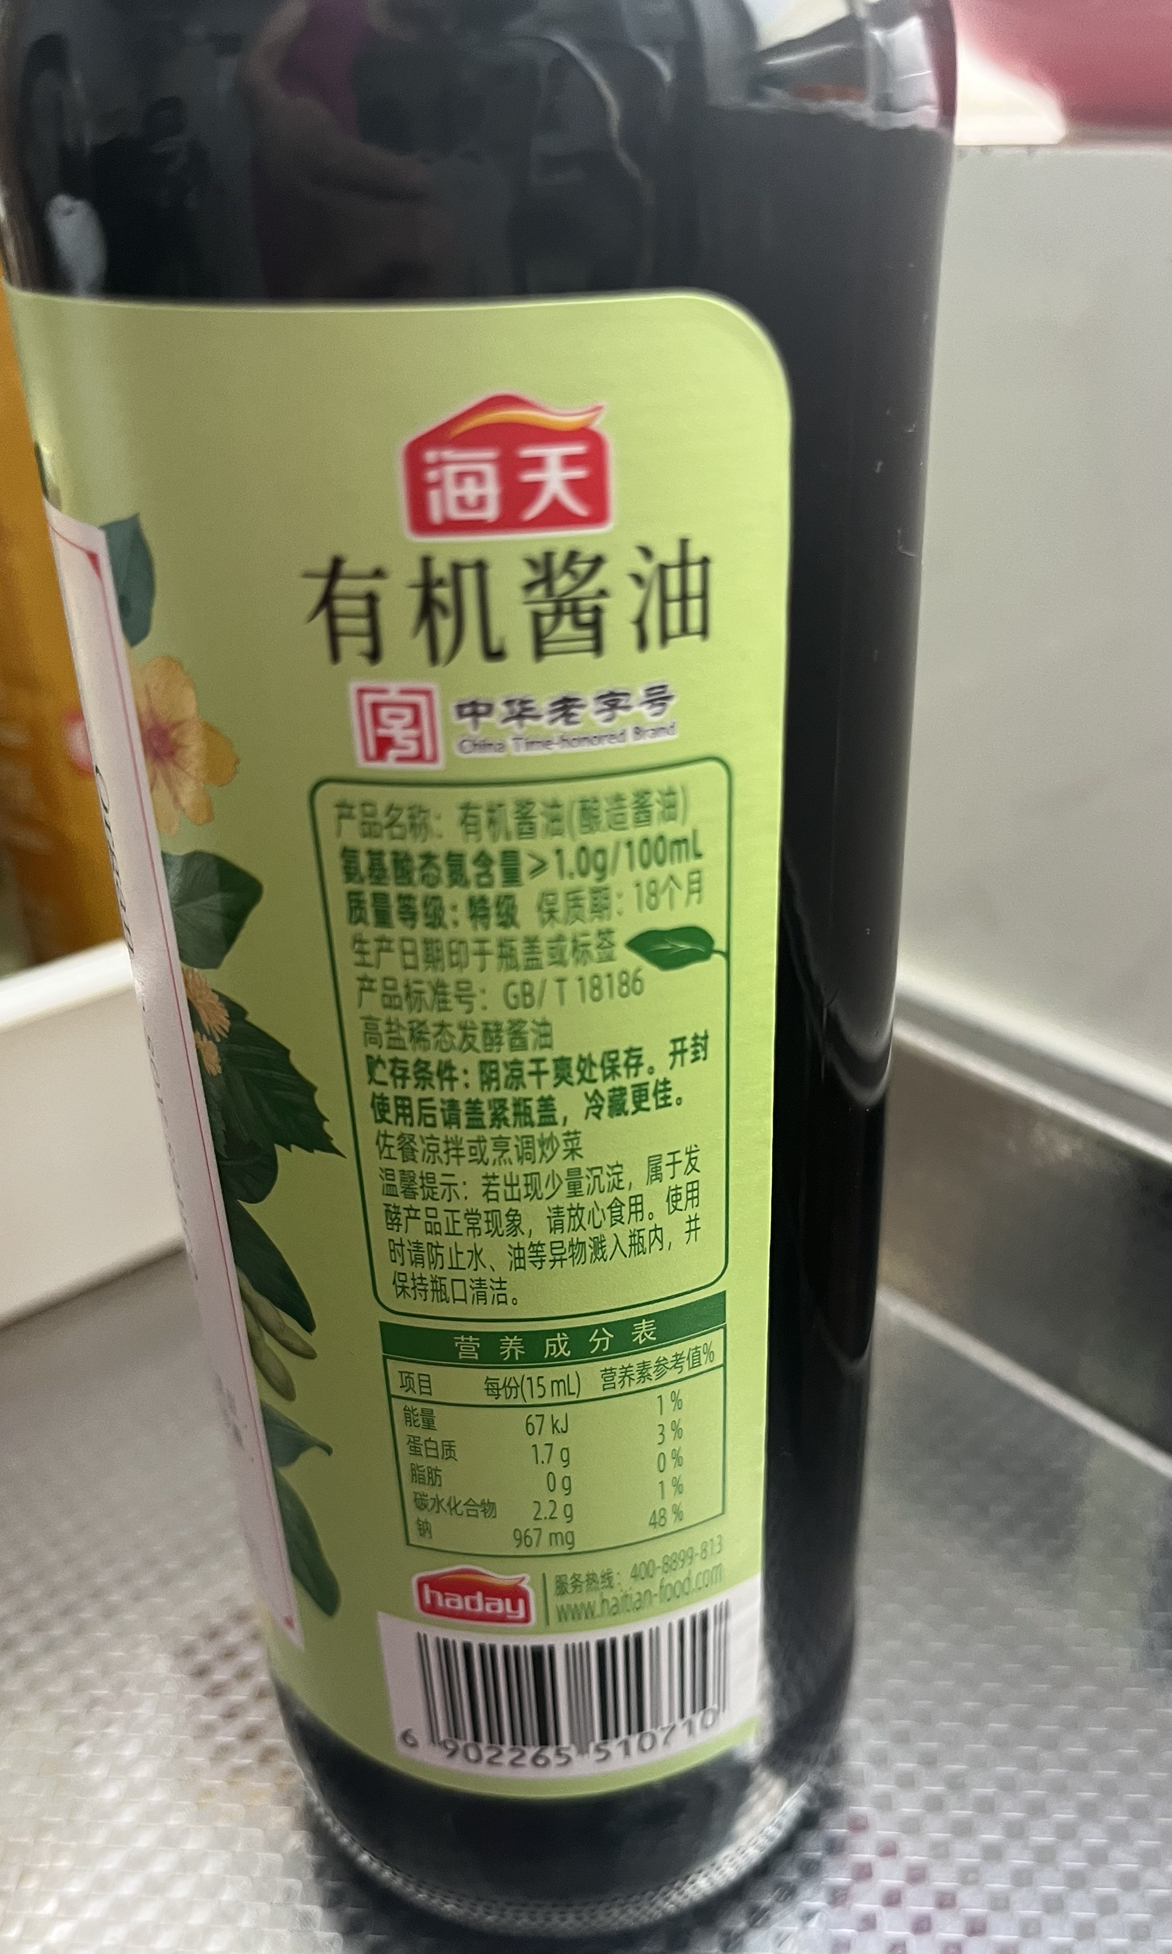 海天
有机酱油
中华老字号
China Time-honored Brand
产品名称：有机酱油(酿造酱油)
氨基酸态氮含量≥1.0g/100mL
质量等级：特级 保质期：18个月
生产日期印于瓶盖或标签
产品标准号：GB/T 18186
高盐稀态发酵酱油
贮存条件：阴凉干爽处保存。开封
使用后请盖紧瓶盖，冷藏更佳。
佐餐凉拌或烹调炒菜
温馨提示：若出现少量沉淀，属于发
酵产品正常现象，请放心食用。使用
时请防止水、油等异物溅入瓶内，并
保持瓶口清洁。
营养成分表
项目 每份(15 mL) 营养素参考值%
能量 67 kJ 1%
蛋白质 1.7 g 3%
脂肪 0 g 0%
碳水化合物 2.2 g 1%
钠 967 mg 48%
haday
服务热线：400-8899-813
www.haitian-food.com
6 902265 510710